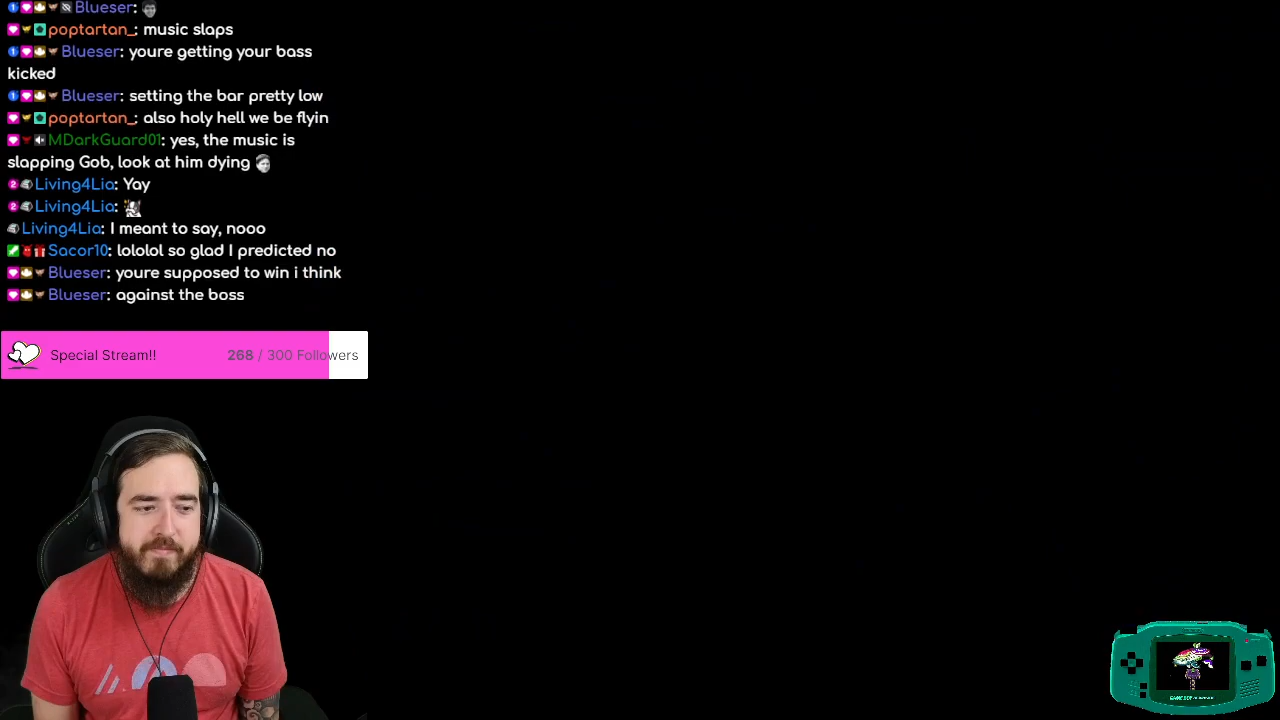 Blueser:
poptartan_: music slaps
Blueser: youre getting your bass
kicked
Blueser: setting the bar pretty low
poptartan_: also holy hell we be flyin
MDarkGuard01: yes, the music is
slapping Gob, look at him dying
Living4Lia: Yay
Living4Lia:
Living4Lia: I meant to say, nooo
Sacor10: lololol so glad I predicted no
Blueser: youre supposed to win i think
Blueser: against the boss
Special Stream!! 268 / 300 Followers